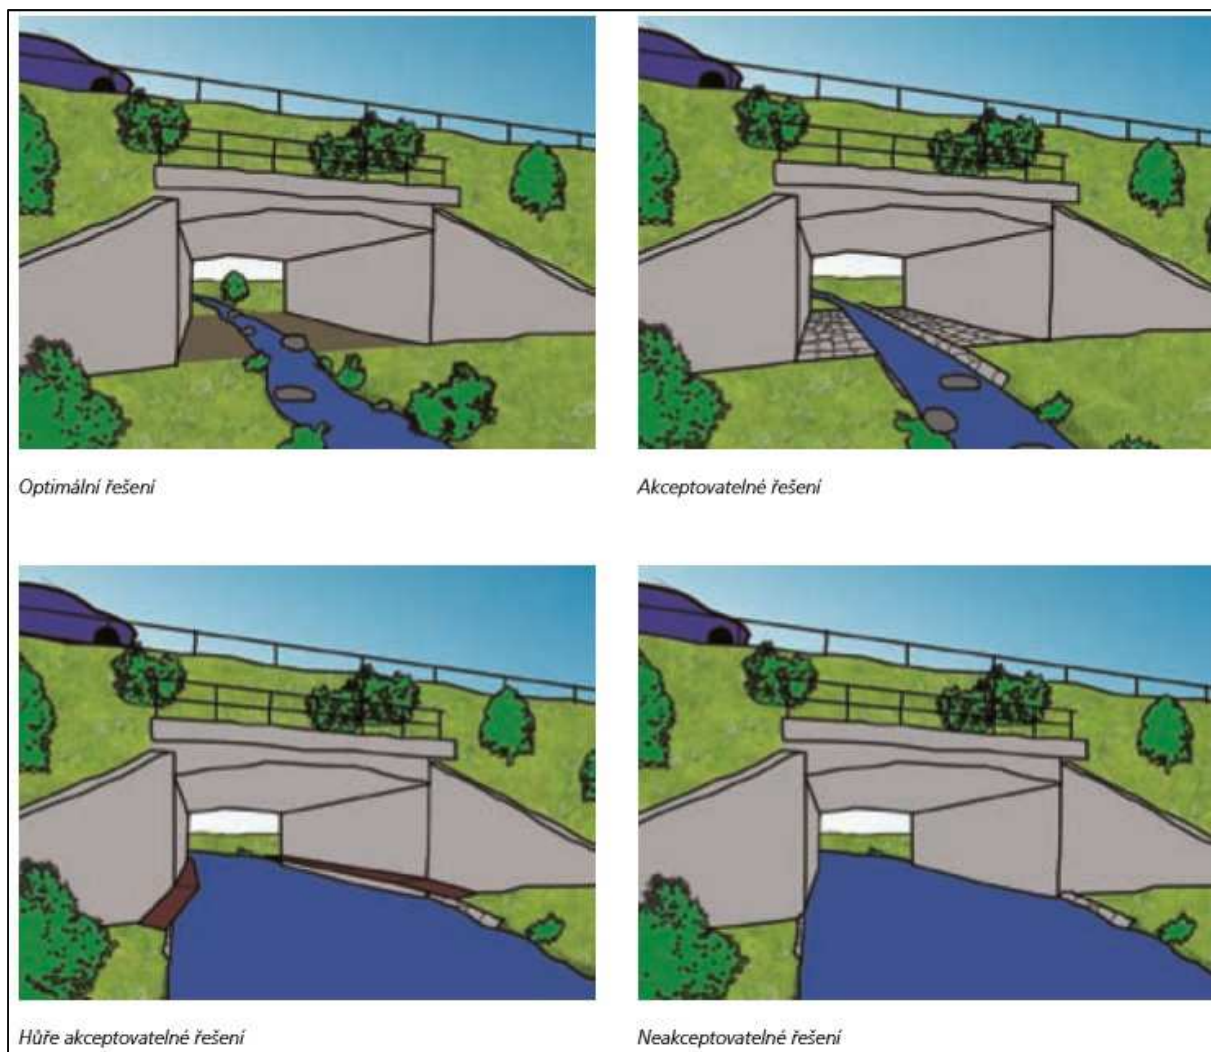 Optimální řešení
Akceptovatelné řešení
Hůře akceptovatelné řešení
Neakceptovatelné řešení